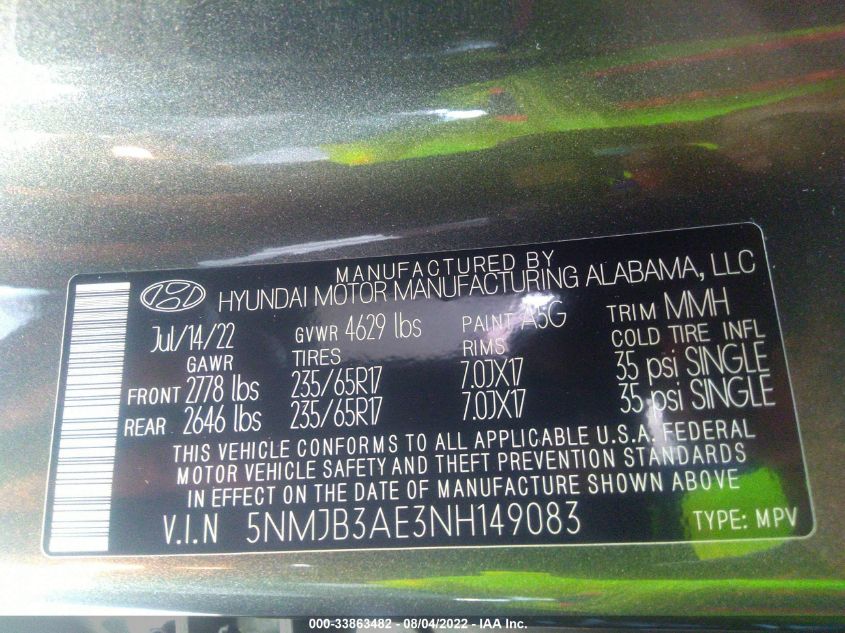 MANUFACTURED BY
HYUNDAI MOTOR MANUFACTURING ALABAMA, LLC
Jul/14/22 GVWR 4629 lbs PAINT A5G TRIM MMH
GAWR TIRES RIMS COLD TIRE INFL
FRONT 2778 lbs 235/65R17 7.0JX17 35 psi SINGLE
REAR 2646 lbs 235/65R17 7.0JX17 35 psi SINGLE
THIS VEHICLE CONFORMS TO ALL APPLICABLE U.S.A. FEDERAL
MOTOR VEHICLE SAFETY AND THEFT PREVENTION STANDARDS
IN EFFECT ON THE DATE OF MANUFACTURE SHOWN ABOVE
V.I.N 5NMJB3AE3NH149083 TYPE: MPV
000-33863482 - 08/04/2022 - IAA Inc.